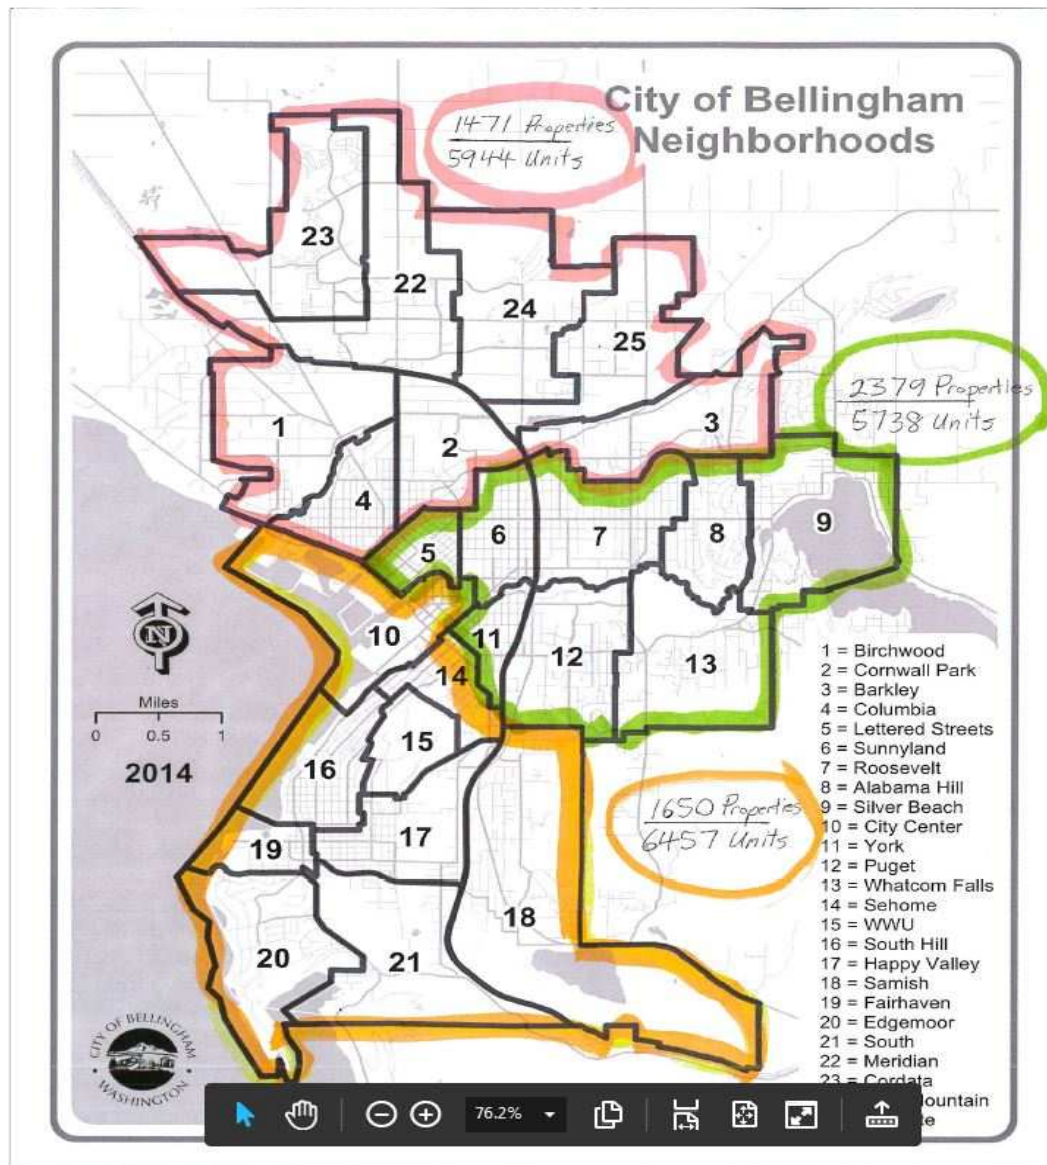 City of Bellingham
Neighborhoods
1471 Properties
5944 Units
23
22
24
25
1
2
3
4
2379 Properties
5738 Units
5
6
7
8
9
10
11
12
13
14
15
16
17
18
19
20
21
N
Miles
0 0.5 1
2014
1650 Properties
6457 Units
1 = Birchwood
2 = Cornwall Park
3 = Barkley
4 = Columbia
5 = Lettered Streets
6 = Sunnyland
7 = Roosevelt
8 = Alabama Hill
9 = Silver Beach
10 = City Center
11 = York
12 = Puget
13 = Whatcom Falls
14 = Sehome
15 = WWU
16 = South Hill
17 = Happy Valley
18 = Samish
19 = Fairhaven
20 = Edgemoor
21 = South
22 = Meridian
23 = Cordata
ountain
CITY OF BELLINGHAM
WASHINGTON
76.2%